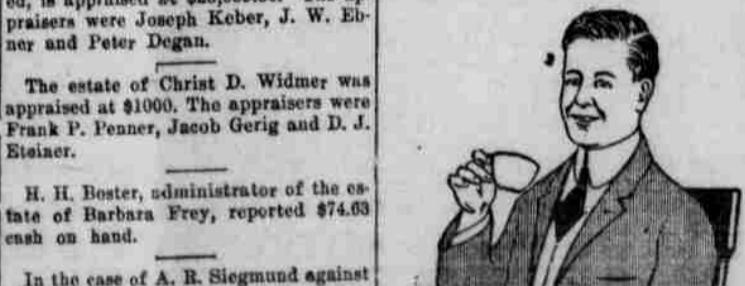 praisers were Joseph Keber, J. W. Eb-
ner and Peter Degan.
The estate of Christ D. Widmer was
appraised at $1000. The appraisers were
Frank P. Penner, Jacob Gerig and D. J.
Eteiner.
H. H. Boster, administrator of the es-
tate of Barbara Frey, reported $74.63
cash on hand.
In the case of A. R. Siegmund against